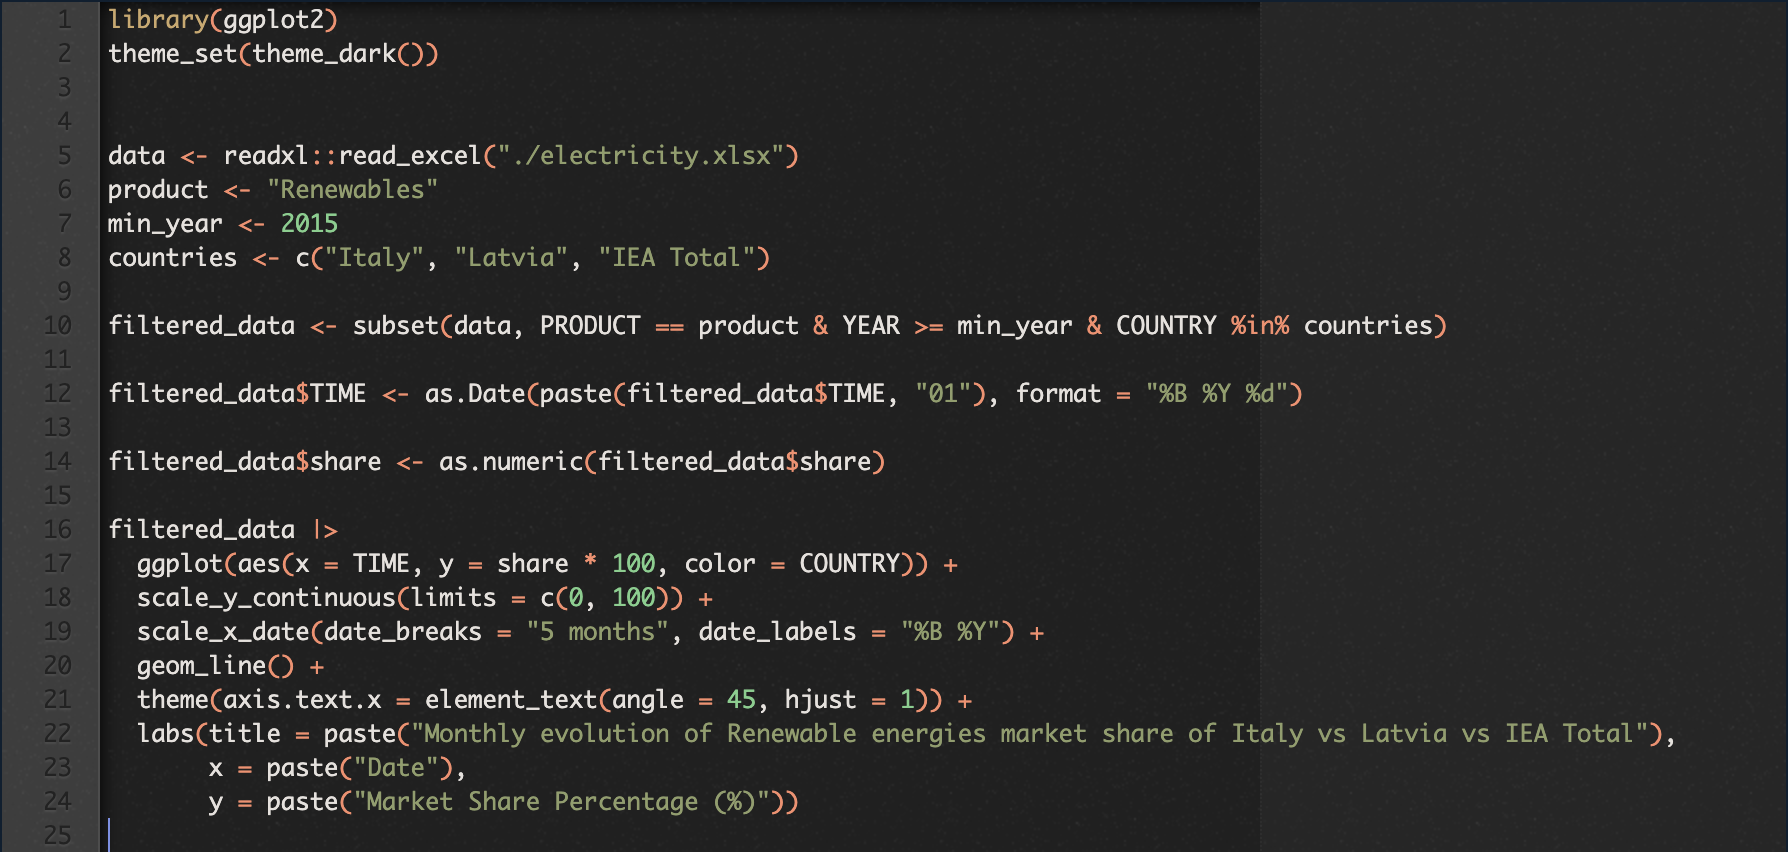 1 library(ggplot2)
2 theme_set(theme_dark())
3
4
5 data <- readxl::read_excel("./electricity.xlsx")
6 product <- "Renewables"
7 min_year <- 2015
8 countries <- c("Italy", "Latvia", "IEA Total")
9
10 filtered_data <- subset(data, PRODUCT == product & YEAR >= min_year & COUNTRY %in% countries)
11
12 filtered_data$TIME <- as.Date(paste(filtered_data$TIME, "01"), format = "%B %Y %d")
13
14 filtered_data$share <- as.numeric(filtered_data$share)
15
16 filtered_data |>
17   ggplot(aes(x = TIME, y = share * 100, color = COUNTRY)) +
18   scale_y_continuous(limits = c(0, 100)) +
19   scale_x_date(date_breaks = "5 months", date_labels = "%B %Y") +
20   geom_line() +
21   theme(axis.text.x = element_text(angle = 45, hjust = 1)) +
22   labs(title = paste("Monthly evolution of Renewable energies market share of Italy vs Latvia vs IEA Total"),
23        x = paste("Date"),
24        y = paste("Market Share Percentage (%)"))
25